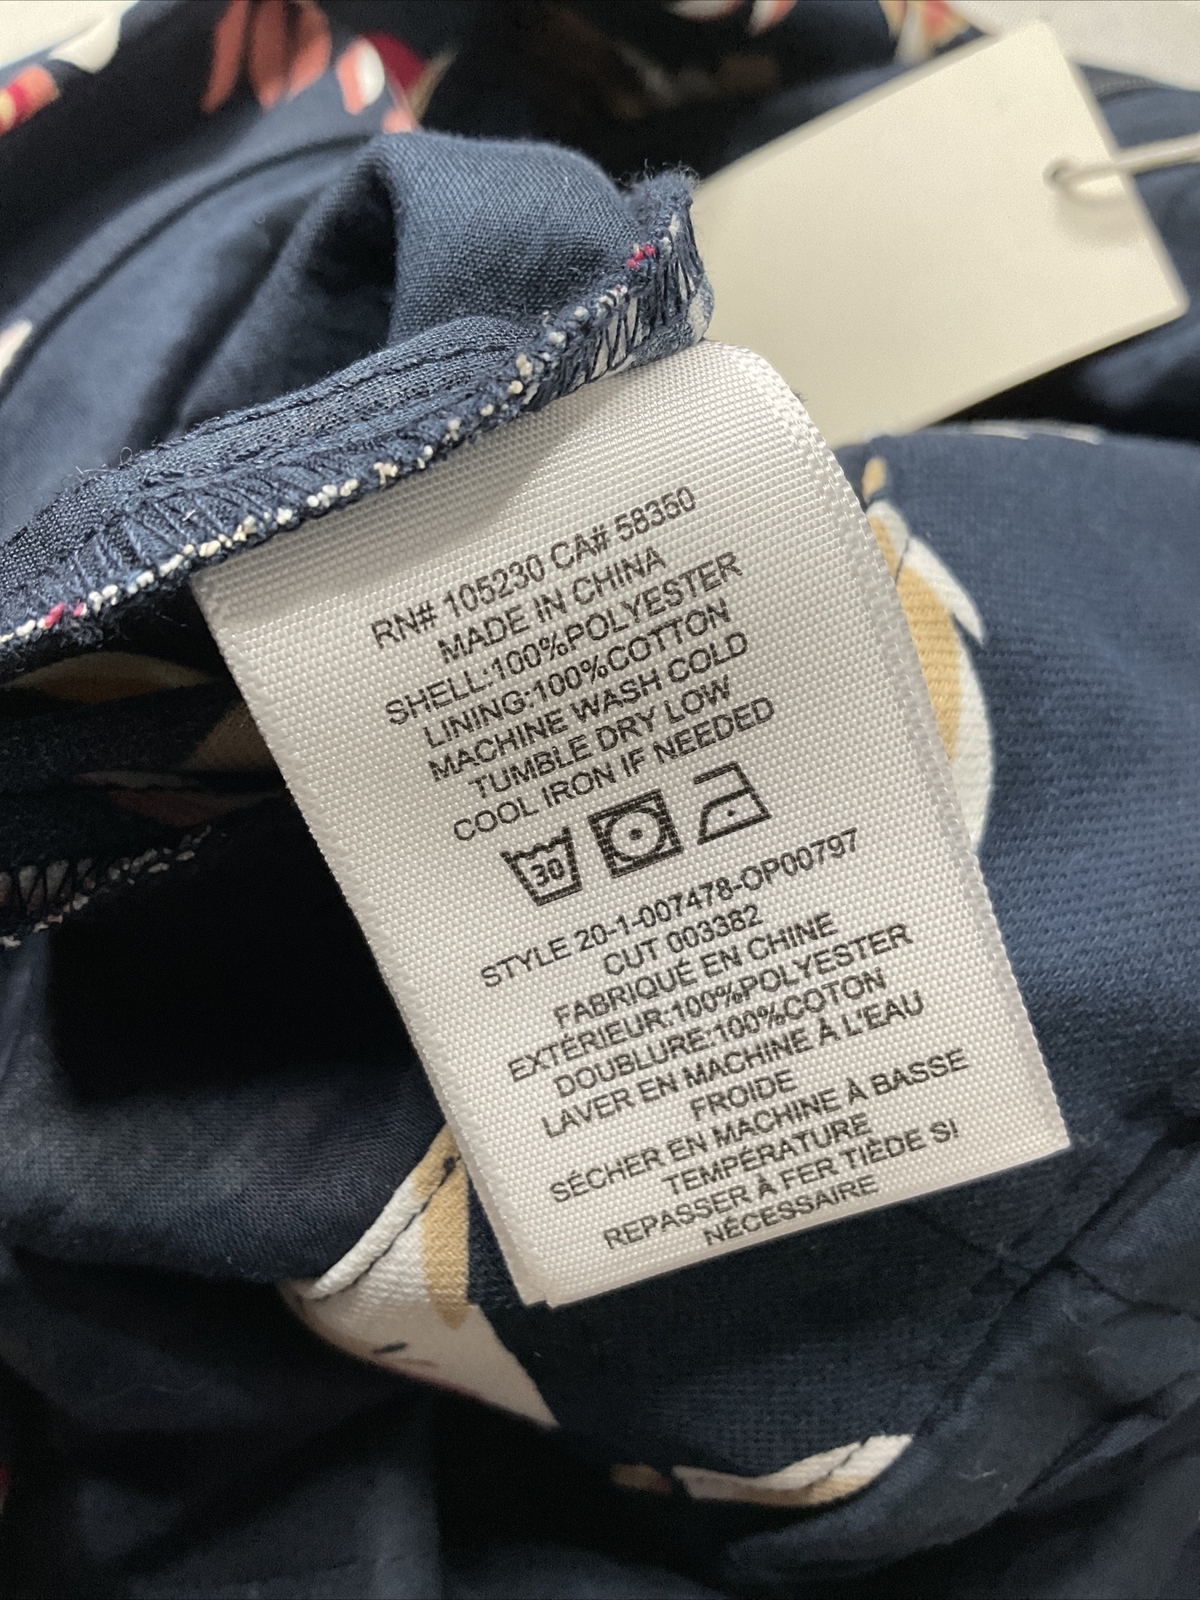 RN# 105230 CA# 58350
MADE IN CHINA
SHELL:100%POLYESTER
LINING:100%COTTON
MACHINE WASH COLD
TUMBLE DRY LOW
COOL IRON IF NEEDED
30
STYLE 20-1-007478-OP00797
CUT 003382
FABRIQUÉ EN CHINE
EXTÉRIEUR:100%POLYESTER
DOUBLURE:100%COTON
LAVER EN MACHINE À L'EAU
FROIDE
SÉCHER EN MACHINE À BASSE
TEMPÉRATURE
REPASSER À FER TIÈDE SI
NÉCESSAIRE